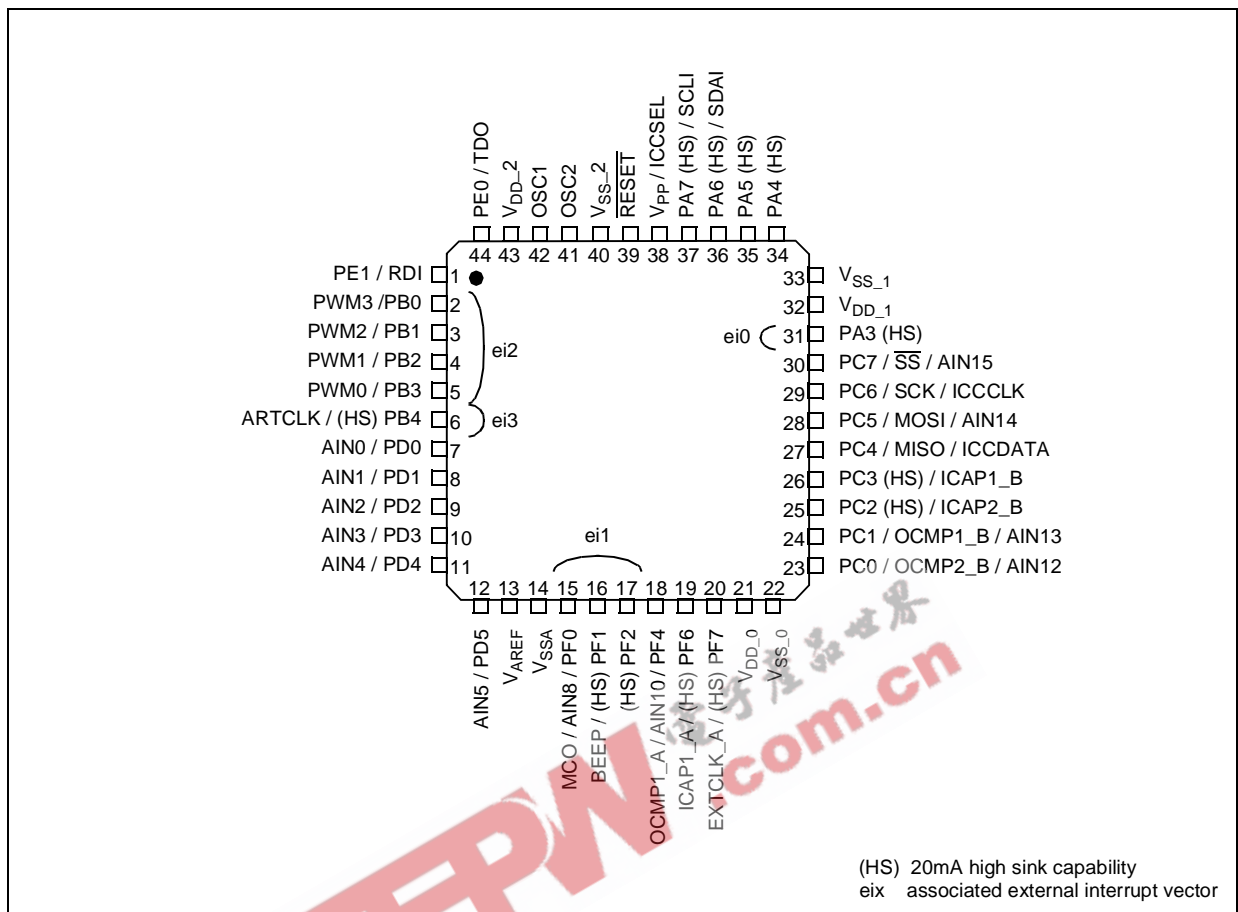 PE0 / TDO
VDD_2
OSC1
OSC2
VSS_2
RESET
VPP / ICCSEL
PA7 (HS) / SCLI
PA6 (HS) / SDAI
PA5 (HS)
PA4 (HS)
44 43 42 41 40 39 38 37 36 35 34
PE1 / RDI 1
PWM3 /PB0 2
PWM2 / PB1 3
PWM1 / PB2 4
PWM0 / PB3 5
ARTCLK / (HS) PB4 6
AIN0 / PD0 7
AIN1 / PD1 8
AIN2 / PD2 9
AIN3 / PD3 10
AIN4 / PD4 11
ei2
ei3
ei0
ei1
33 VSS_1
32 VDD_1
31 PA3 (HS)
30 PC7 / SS / AIN15
29 PC6 / SCK / ICCCLK
28 PC5 / MOSI / AIN14
27 PC4 / MISO / ICCDATA
26 PC3 (HS) / ICAP1_B
25 PC2 (HS) / ICAP2_B
24 PC1 / OCMP1_B / AIN13
23 PC0 / OCMP2_B / AIN12
12 13 14 15 16 17 18 19 20 21 22
AIN5 / PD5
VAREF
VSSA
MCO / AIN8 / PF0
BEEP / (HS) PF1
(HS) PF2
OCMP1_A / AIN10 / PF4
ICAP1_A / (HS) PF6
EXTCLK_A / (HS) PF7
VDD_0
VSS_0
電子產品世界
EEPW.com.cn
(HS) 20mA high sink capability
eix associated external interrupt vector